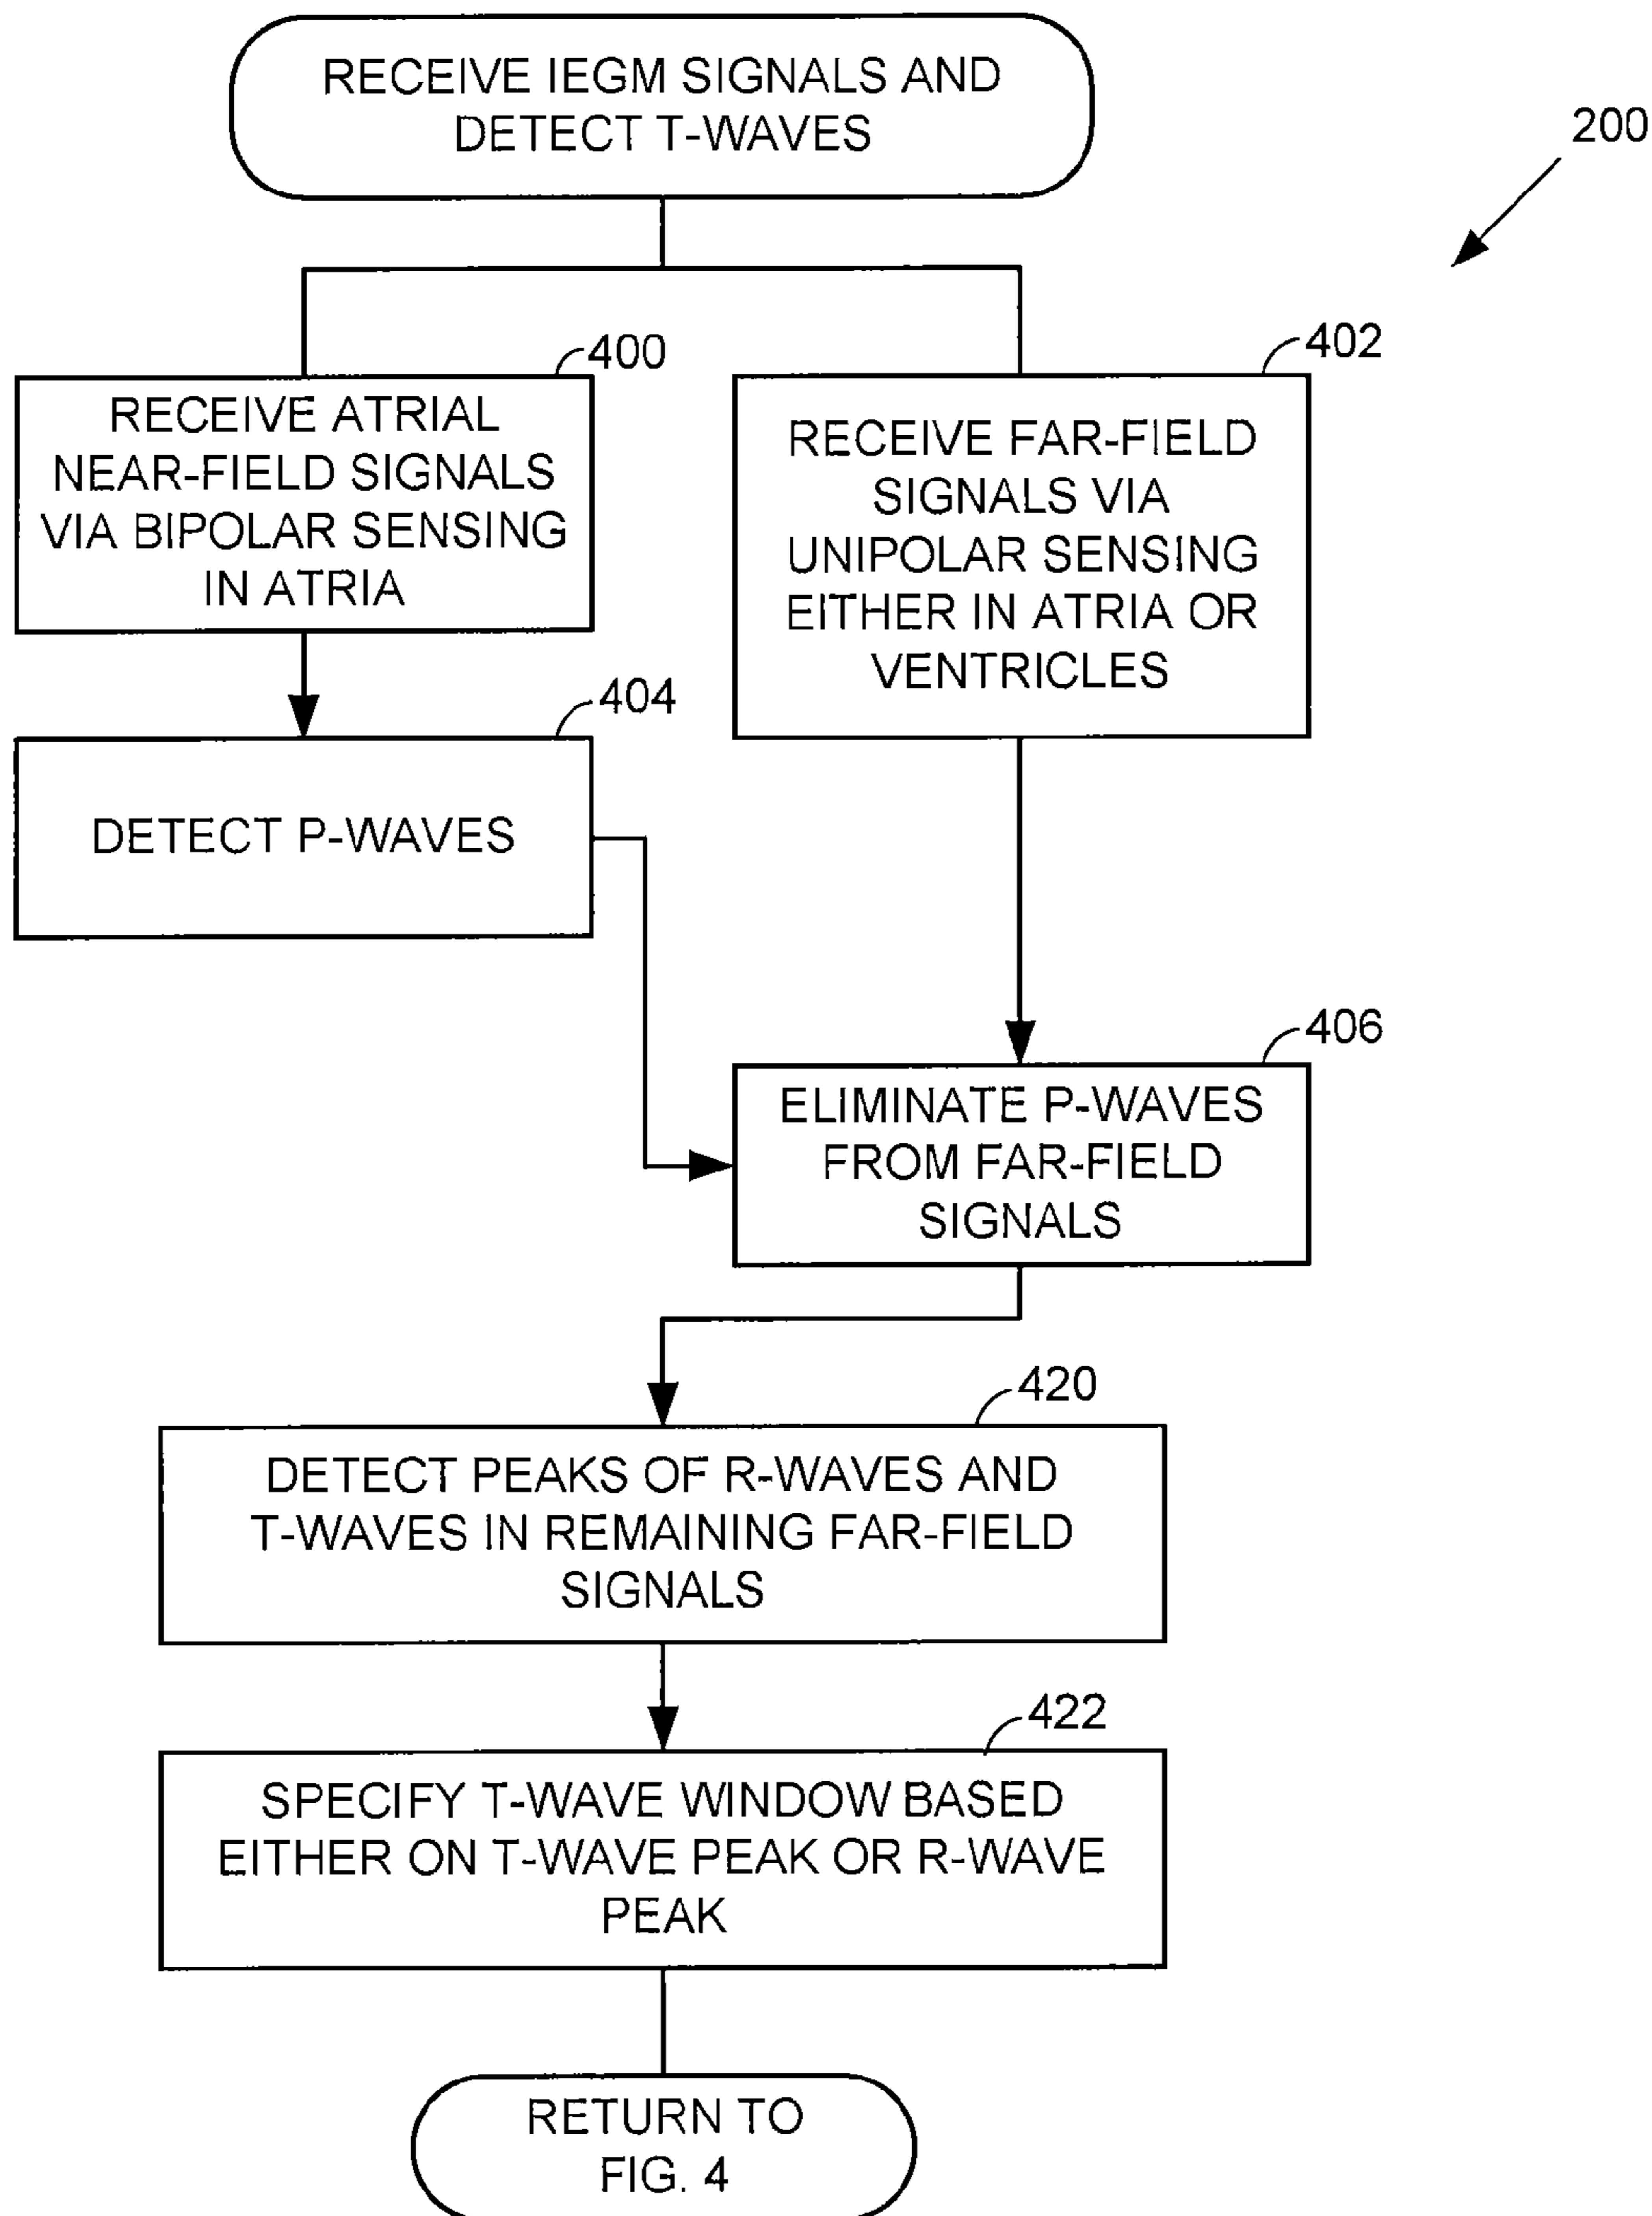 RECEIVE IEGM SIGNALS AND
DETECT T-WAVES
200
400
RECEIVE ATRIAL
NEAR-FIELD SIGNALS
VIA BIPOLAR SENSING
IN ATRIA
402
RECEIVE FAR-FIELD
SIGNALS VIA
UNIPOLAR SENSING
EITHER IN ATRIA OR
VENTRICLES
404
DETECT P-WAVES
406
ELIMINATE P-WAVES
FROM FAR-FIELD
SIGNALS
420
DETECT PEAKS OF R-WAVES AND
T-WAVES IN REMAINING FAR-FIELD
SIGNALS
422
SPECIFY T-WAVE WINDOW BASED
EITHER ON T-WAVE PEAK OR R-WAVE
PEAK
RETURN TO
FIG. 4